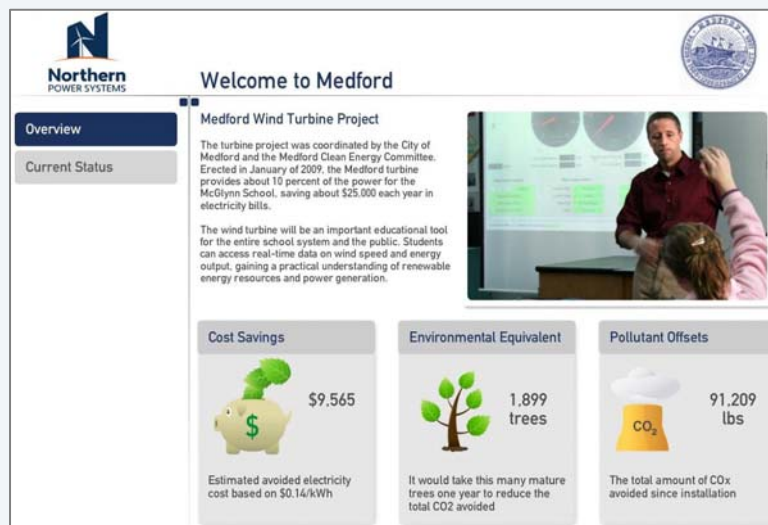 Northern
POWER SYSTEMS
Welcome to Medford
MEDFORD
Overview
Current Status
Medford Wind Turbine Project
The turbine project was coordinated by the City of
Medford and the Medford Clean Energy Committee.
Erected in January of 2009, the Medford turbine
provides about 10 percent of the power for the
McGlynn School, saving about $25,000 each year in
electricity bills.
The wind turbine will be an important educational tool
for the entire school system and the public. Students
can access real-time data on wind speed and energy
output, gaining a practical understanding of renewable
energy resources and power generation.
Cost Savings
$
$9,565
Estimated avoided electricity
cost based on $0.14/kWh
Environmental Equivalent
1,899
trees
It would take this many mature
trees one year to reduce the
total CO2 avoided
Pollutant Offsets
CO2
91,209
lbs
The total amount of COx
avoided since installation